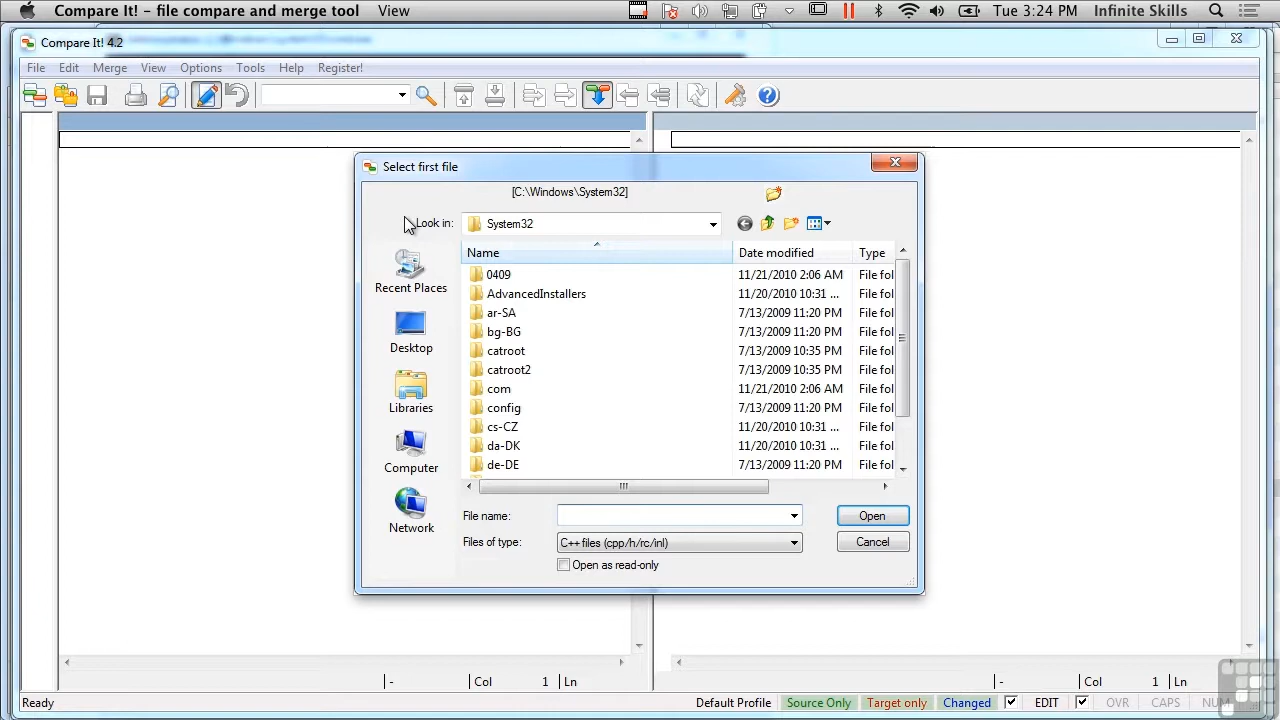 Compare It! - file compare and merge tool View Tue 3:24 PM Infinite Skills
Compare It! 4.2
File Edit Merge View Options Tools Help Register!
Select first file
[C:\Windows\System32]
Look in: System32
Name Date modified Type
0409 11/21/2010 2:06 AM File fol
AdvancedInstallers 11/20/2010 10:31 ... File fol
ar-SA 7/13/2009 11:20 PM File fol
bg-BG 7/13/2009 11:20 PM File fol
catroot 7/13/2009 10:35 PM File fol
catroot2 7/13/2009 10:35 PM File fol
com 11/21/2010 2:06 AM File fol
config 7/13/2009 11:20 PM File fol
cs-CZ 11/20/2010 10:31 ... File fol
da-DK 11/20/2010 10:31 ... File fol
de-DE 7/13/2009 11:20 PM File fol
Recent Places
Desktop
Libraries
Computer
Network
File name: Open
Files of type: C++ files (cpp/h/rc/inl) Cancel
Open as read-only
- Col 1 Ln - Col 1 Ln
Ready Default Profile Source Only Target only Changed EDIT OVR CAPS NUM